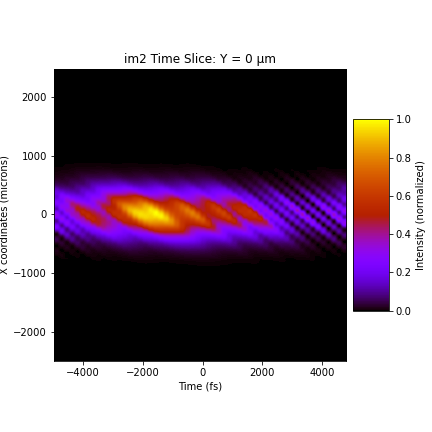 im2 Time Slice: Y = 0 μm
2000
1000
0
−1000
−2000
X coordinates (microns)
−4000 −2000 0 2000 4000
Time (fs)
1.0
0.8
0.6
0.4
0.2
0.0
Intensity (normalized)